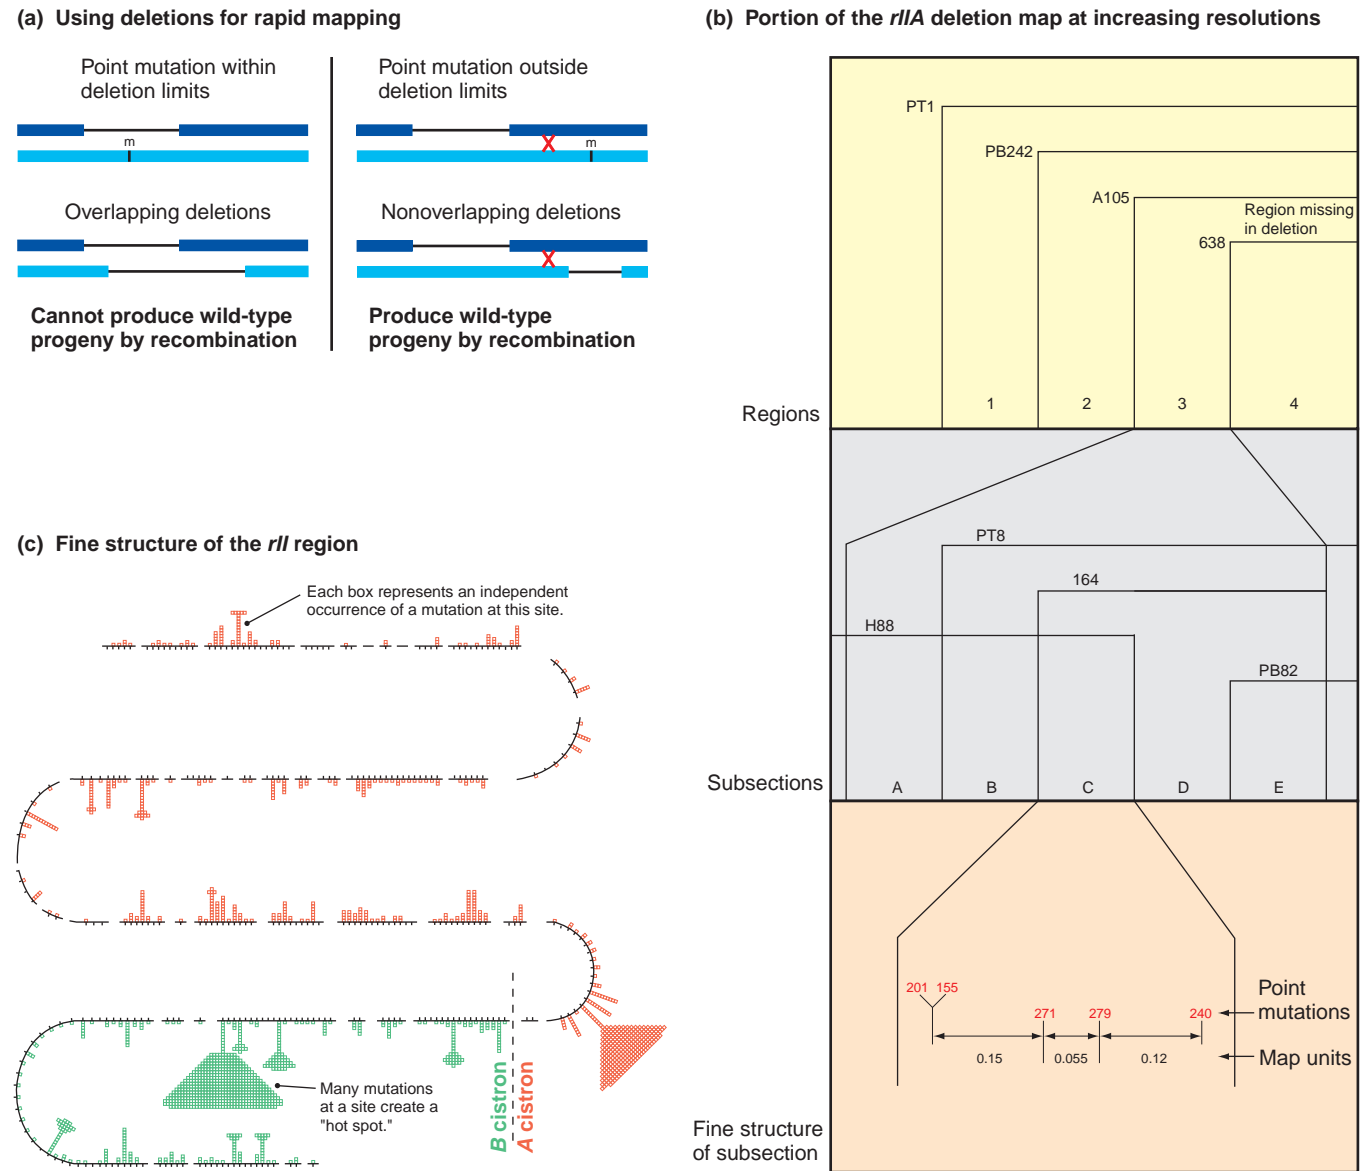 (a) Using deletions for rapid mapping
Point mutation within
deletion limits
m
Point mutation outside
deletion limits
m
Overlapping deletions
Nonoverlapping deletions
Cannot produce wild-type
progeny by recombination
Produce wild-type
progeny by recombination
(b) Portion of the rIIA deletion map at increasing resolutions
PT1
PB242
A105
Region missing
in deletion
638
Regions
1 2 3 4
PT8
164
H88
PB82
Subsections
A B C D E
201 155
271 279 240
Point
mutations
0.15 0.055 0.12
Map units
Fine structure
of subsection
(c) Fine structure of the rII region
Each box represents an independent
occurrence of a mutation at this site.
Many mutations
at a site create a
"hot spot."
B cistron
A cistron